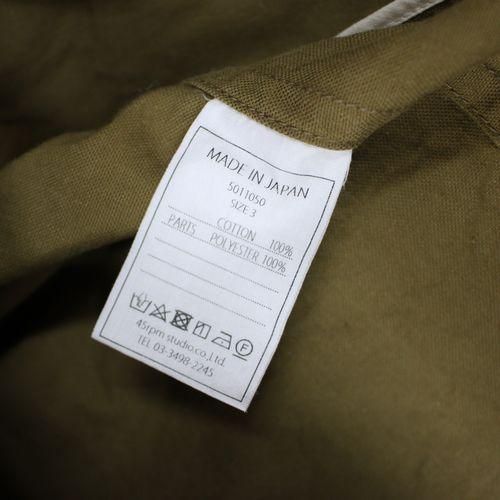 MADE IN JAPAN
5011050
SIZE 3
COTTON 100%
PARTS POLYESTER 100%
45rpm studio co.,Ltd.
TEL 03-3498-2245